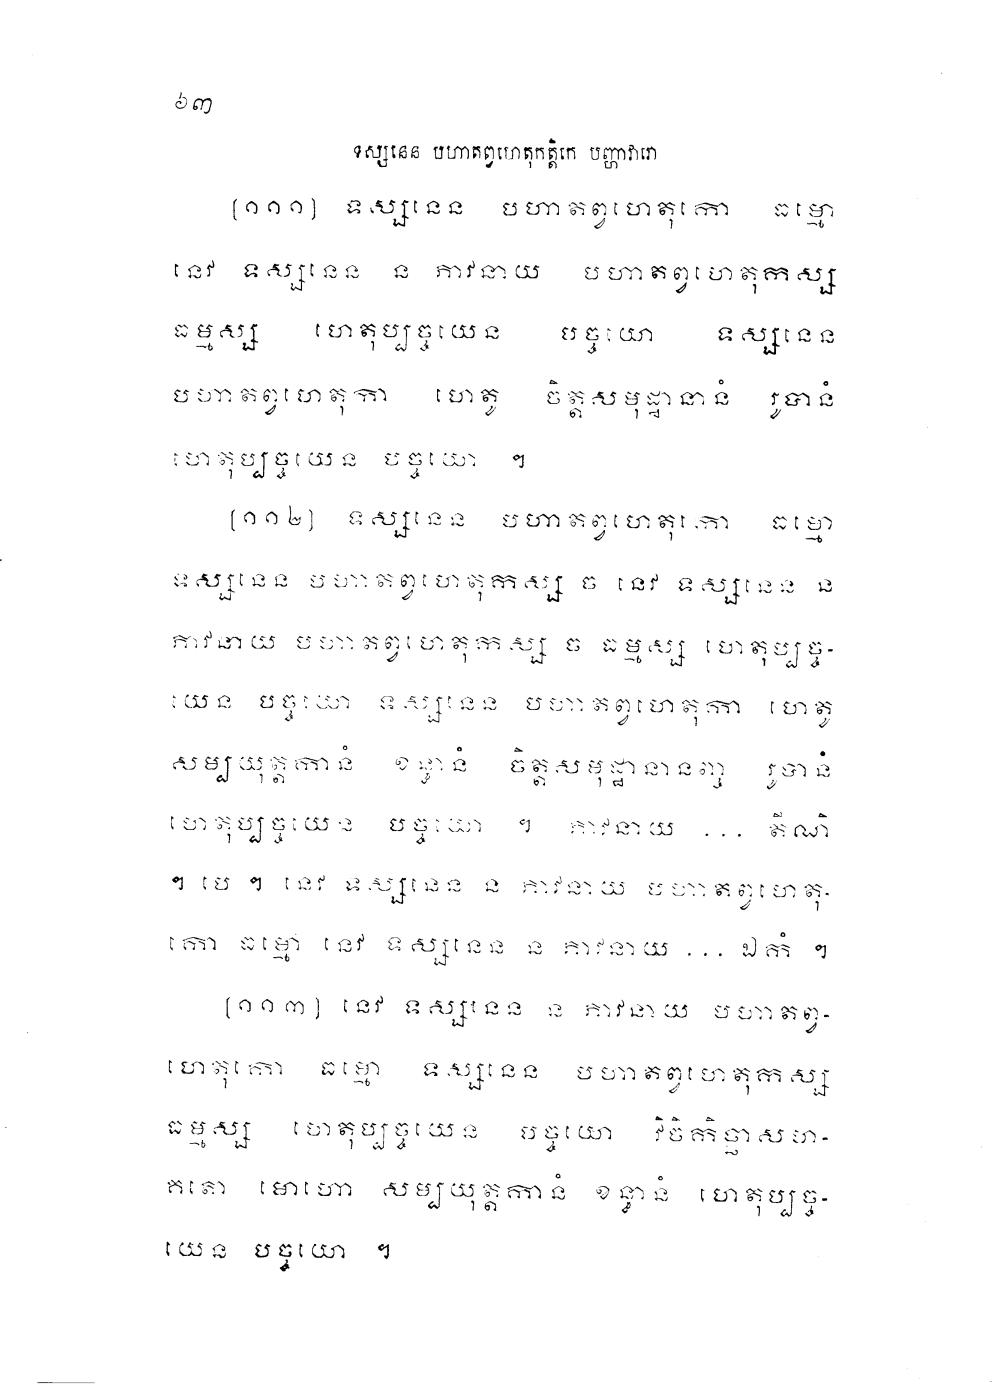 ៦៣
ទស្សនេន បហាតព្វហេតុកត្តិកេ បញ្ហាវារោ
[១១១] ទស្សនេន បហាតព្វហេតុកោ ធម្មោ
នេវ ទស្សនេន ន ភាវនាយ បហាតព្វហេតុកស្ស
ធម្មស្ស ហេតុប្បច្ចយេន បច្ចយោ ទស្សនេន
បហាតព្វហេតុកា ហេតូ ចិត្តសមុដ្ឋានានំ រូបានំ
ហេតុប្បច្ចយេន បច្ចយោ ។
[១១២] ទស្សនេន បហាតព្វហេតុកោ ធម្មោ
ទស្សនេន បហាតព្វហេតុកស្ស ច នេវ ទស្សនេន ន
ភាវនាយ បហាតព្វហេតុកស្ស ច ធម្មស្ស ហេតុប្បច្ច-
យេន បច្ចយោ ទស្សនេន បហាតព្វហេតុកា ហេតូ
សម្បយុត្តកានំ ខន្ធានំ ចិត្តសមុដ្ឋានានញ្ច រូបានំ
ហេតុប្បច្ចយេន បច្ចយោ ។ ភាវនាយ ... តីណិ
។ បេ ។ នេវ ទស្សនេន ន ភាវនាយ បហាតព្វហេតុ-
កោ ធម្មោ នេវ ទស្សនេន ន ភាវនាយ ... ឯកំ ។
[១១៣] នេវ ទស្សនេន ន ភាវនាយ បហាតព្វ-
ហេតុកោ ធម្មោ ទស្សនេន បហាតព្វហេតុកស្ស
ធម្មស្ស ហេតុប្បច្ចយេន បច្ចយោ វិចិកិច្ឆាសហ-
គតោ មោហោ សម្បយុត្តកានំ ខន្ធានំ ហេតុប្បច្ច-
យេន បច្ចយោ ។